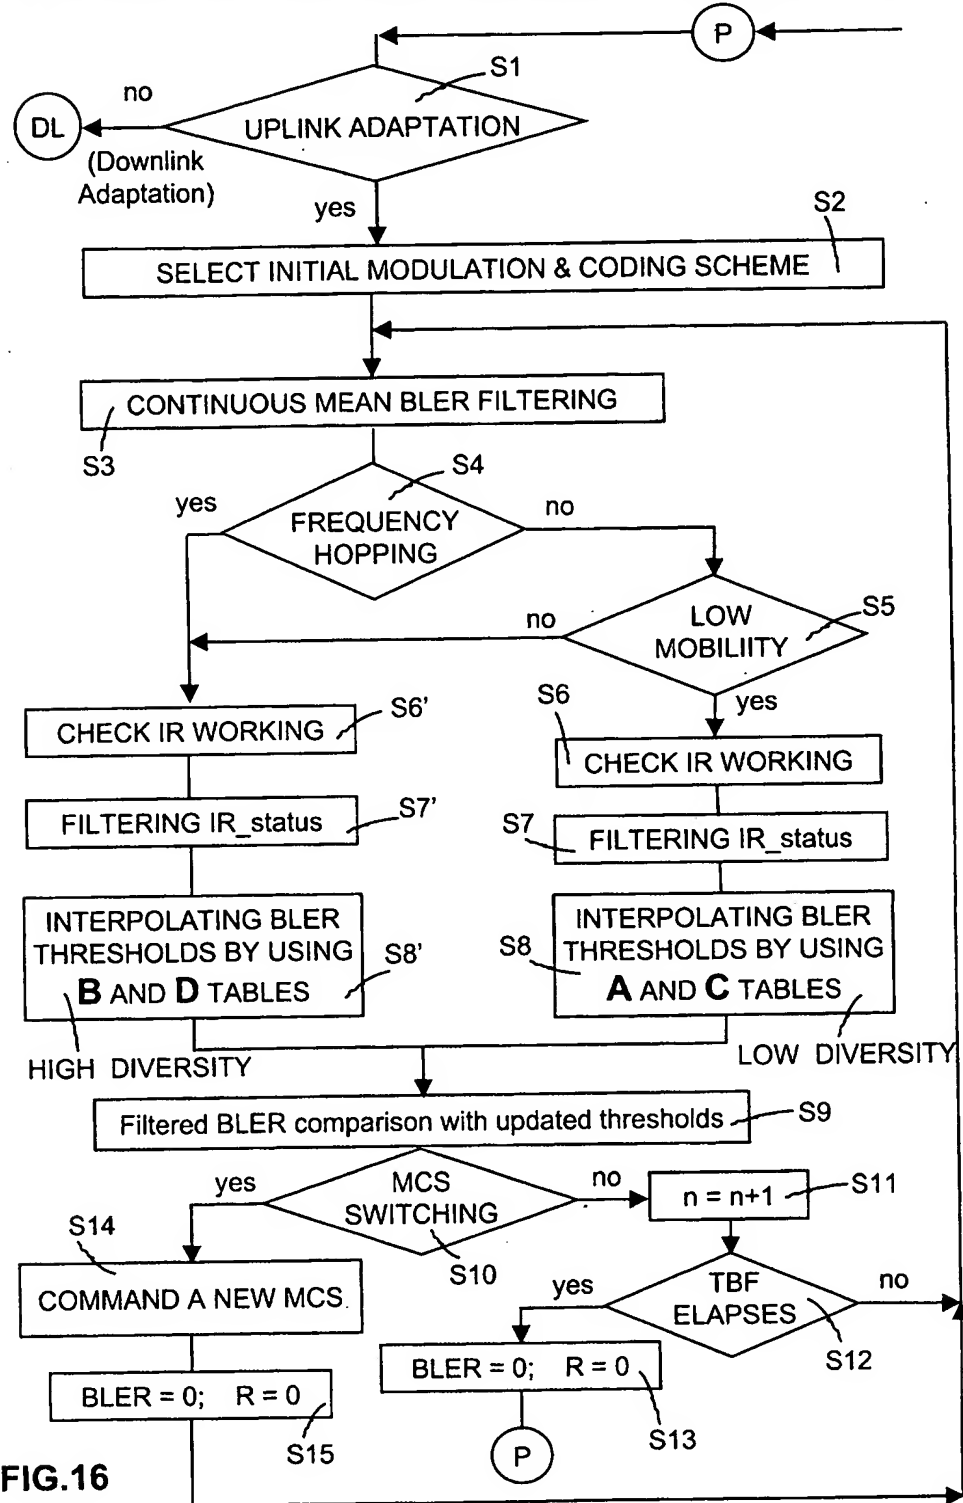 P
S1
no
DL
UPLINK ADAPTATION
(Downlink
Adaptation)
yes
S2
SELECT INITIAL MODULATION & CODING SCHEME
CONTINUOUS MEAN BLER FILTERING
S3
S4
yes
no
FREQUENCY
HOPPING
S5
no
LOW
MOBILIITY
S6'
S6
yes
CHECK IR WORKING
CHECK IR WORKING
S7'
FILTERING IR_status
S7
FILTERING IR_status
INTERPOLATING BLER
THRESHOLDS BY USING
B AND D TABLES
S8'
INTERPOLATING BLER
THRESHOLDS BY USING
A AND C TABLES
S8
HIGH DIVERSITY
LOW DIVERSITY
Filtered BLER comparison with updated thresholds
S9
yes
MCS
SWITCHING
no
n = n+1
S11
S14
S10
COMMAND A NEW MCS
yes
TBF
ELAPSES
no
S12
BLER = 0; R = 0
BLER = 0; R = 0
S15
S13
P
FIG.16